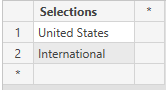 Selections *
1 United States
2 International
*